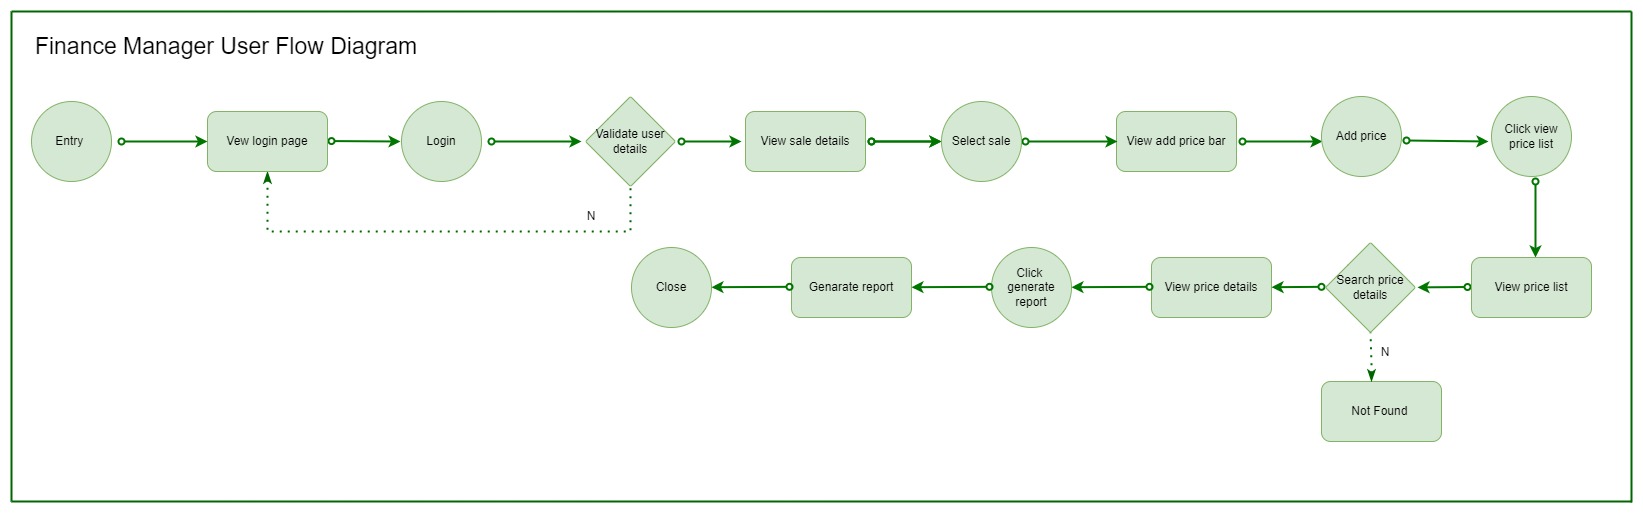 Finance Manager User Flow Diagram
Entry
Vew login page
Login
Validate user
details
View sale details
Select sale
View add price bar
Add price
Click view
price list
N
Close
Genarate report
Click
generate
report
View price details
Search price
details
View price list
N
Not Found